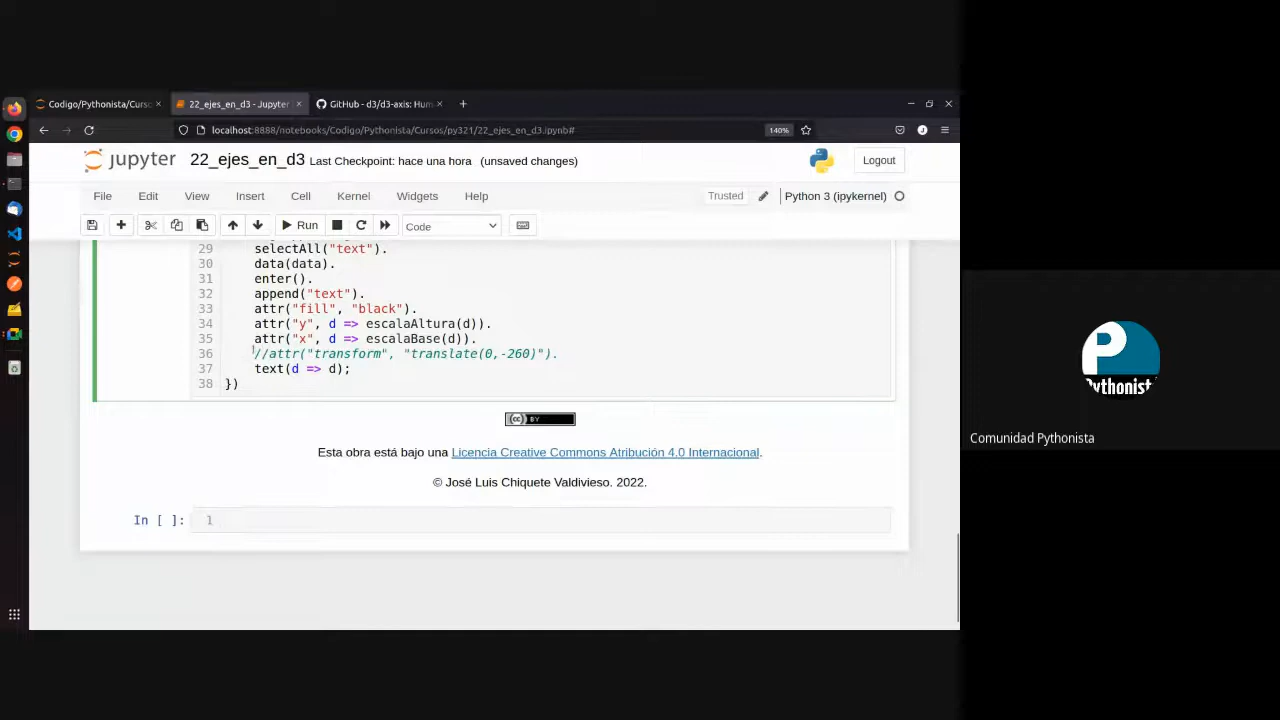 Codigo/Pythonista/Curso
22_ejes_en_d3 - Jupyter
GitHub - d3/d3-axis: Hum
localhost:8888/notebooks/Codigo/Pythonista/Cursos/py321/22_ejes_en_d3.ipynb#
140%
jupyter 22_ejes_en_d3 Last Checkpoint: hace una hora (unsaved changes)
Logout
File Edit View Insert Cell Kernel Widgets Help
Trusted
Python 3 (ipykernel)
Run
Code
29 selectAll("text").
30 data(data).
31 enter().
32 append("text").
33 attr("fill", "black").
34 attr("y", d => escalaAltura(d)).
35 attr("x", d => escalaBase(d)).
36 //attr("transform", "translate(0,-260)").
37 text(d => d);
38 })
cc BY
Esta obra está bajo una Licencia Creative Commons Atribución 4.0 Internacional.
© José Luis Chiquete Valdivieso. 2022.
In [ ]: 1
Pythonist
Comunidad Pythonista